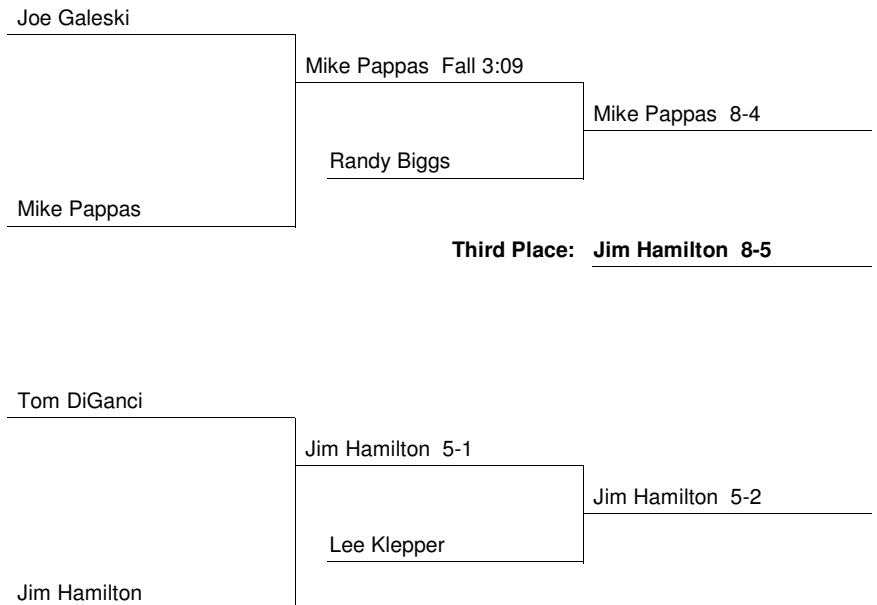 Joe Galeski
Mike Pappas Fall 3:09
Mike Pappas 8-4
Randy Biggs
Mike Pappas
Third Place: Jim Hamilton 8-5
Tom DiGanci
Jim Hamilton 5-1
Jim Hamilton 5-2
Lee Klepper
Jim Hamilton